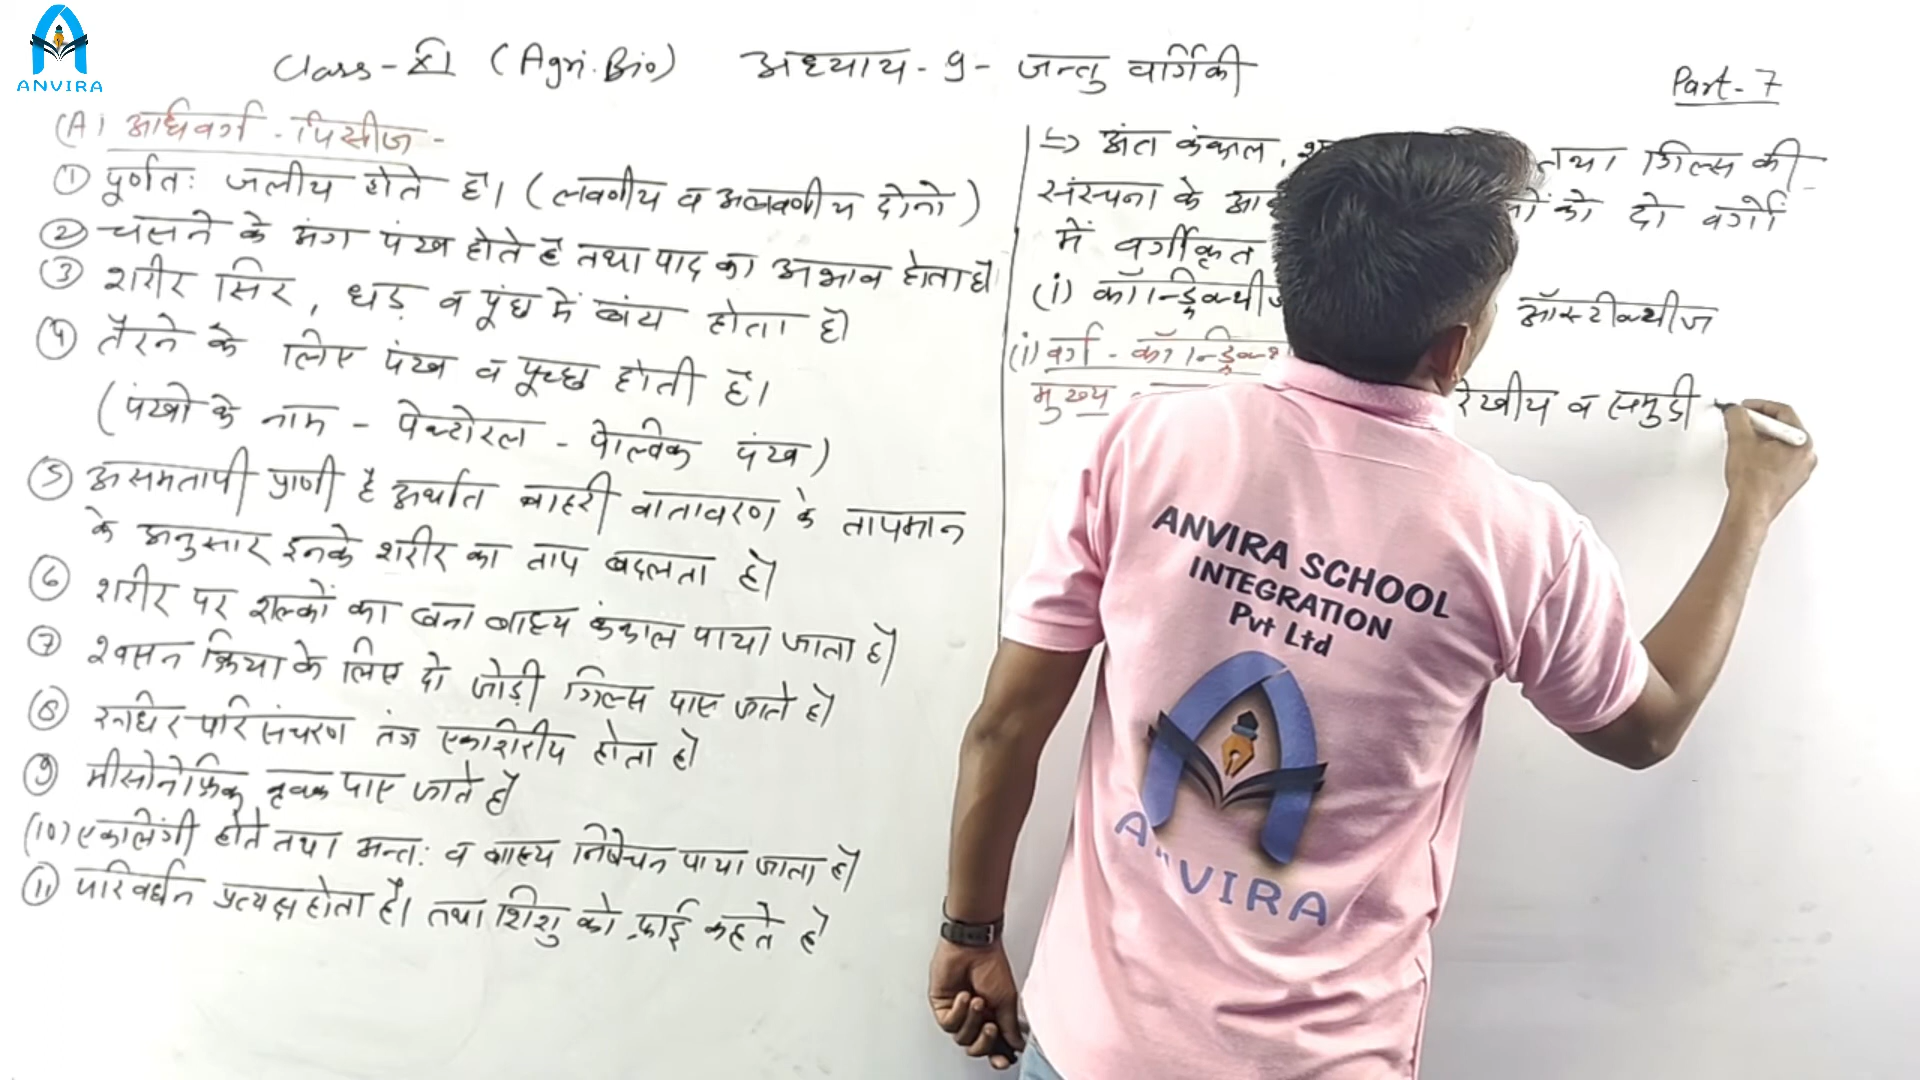 ANVIRA
Class - XI (Agri. Bio) अध्याय - 9 - जन्तु वर्गिकी
Part - 7
(A) अधिवर्ग - पिसीज -
① पूर्णतः जलीय होते है। (लवणीय व अलवणीय दोनो)
② चलने के अंग पंख होते है तथा पाद का अभाव होता है।
③ शरीर सिर, धड़ व पूंछ में बंटा होता है।
④ तैरने के लिए पंख व पूच्छ होती है।
(पंखो के नाम - पेक्टोरल - पेल्विक पंख)
⑤ असमतापी प्राणी है अर्थात बाहरी वातावरण के तापमान
के अनुसार इनके शरीर का ताप बदलता है।
⑥ शरीर पर शल्कों का बना बाह्य कंकाल पाया जाता है।
⑦ श्वसन क्रिया के लिए दो जोड़ी गिल्स पाए जाते है।
⑧ रूधिर परिसंचरण तंत्र एकाशिरीय होता है।
⑨ मीसोनेफ्रिक वृक्क पाए जाते है।
(10) एकलिंगी होते तथा अन्तः व बाह्य निषेचन पाया जाता है।
⑪ परिवर्धन प्रत्यक्ष होता है। तथा शिशु को फ्राई कहते है।
↳ अंत कंकाल, तथा गिल्स की
संरचना के को दो वर्गो
में वर्गीकृत
(i) कॉन्ड्रिक्थीज ऑस्टीक्थीज
(i) वर्ग - कॉन्ड्रिक्थ
मुख्य - व समुद्री
ANVIRA SCHOOL
INTEGRATION
Pvt Ltd
ANVIRA